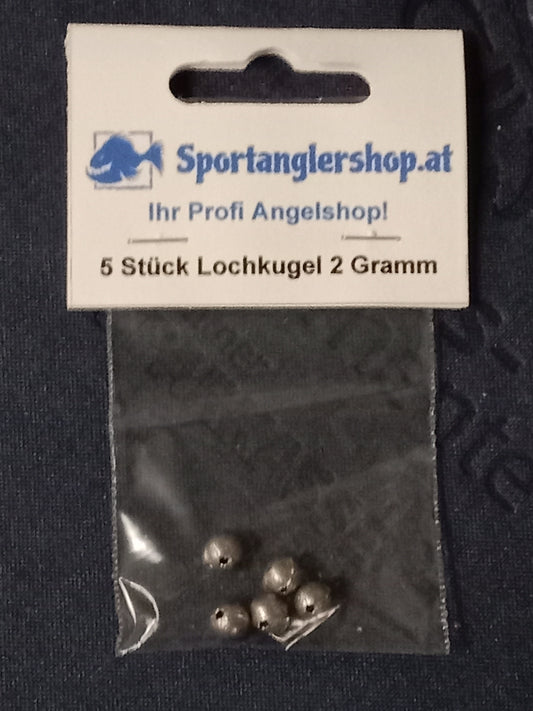 Sportanglershop.at
Ihr Profi Angelshop!
5 Stück Lochkugel 2 Gramm